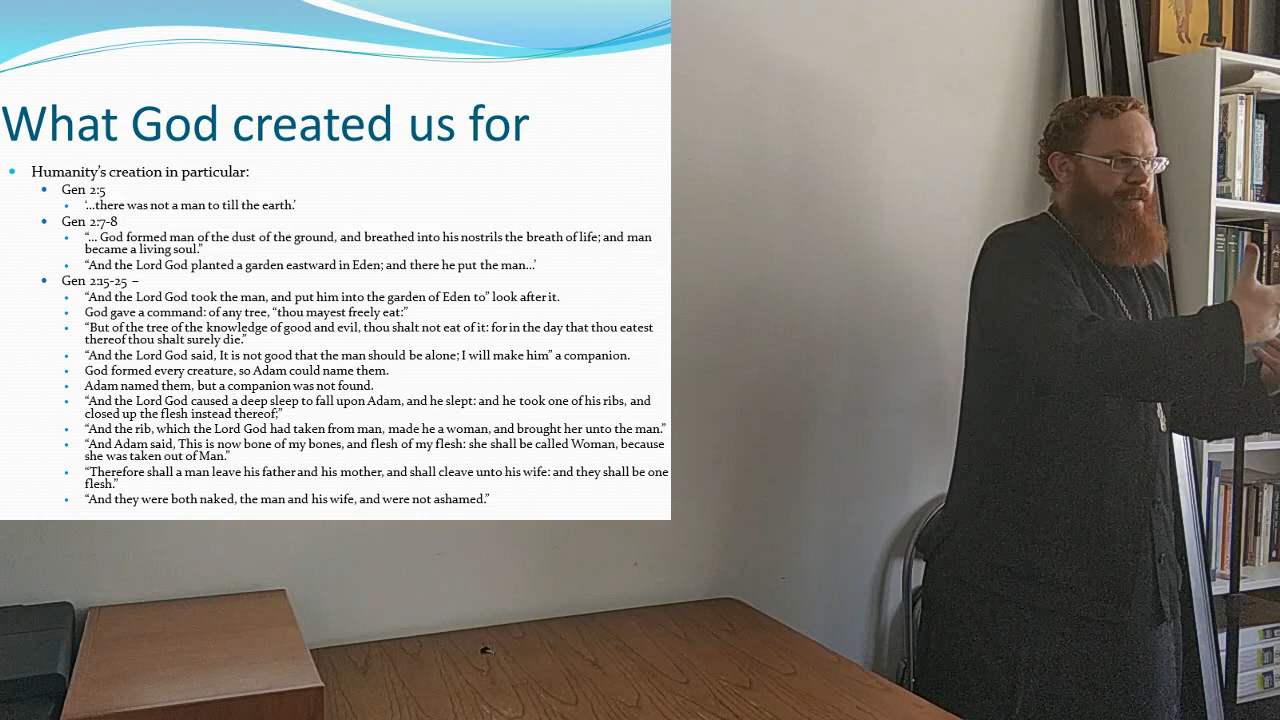 What God created us for
Humanity's creation in particular:
Gen 2:5
'...there was not a man to till the earth.'
Gen 2:7-8
"... God formed man of the dust of the ground, and breathed into his nostrils the breath of life; and man
became a living soul."
"And the Lord God planted a garden eastward in Eden; and there he put the man...'
Gen 2:15-25 –
"And the Lord God took the man, and put him into the garden of Eden to" look after it.
God gave a command: of any tree, "thou mayest freely eat:"
"But of the tree of the knowledge of good and evil, thou shalt not eat of it: for in the day that thou eatest
thereof thou shalt surely die."
"And the Lord God said, It is not good that the man should be alone; I will make him" a companion.
God formed every creature, so Adam could name them.
Adam named them, but a companion was not found.
"And the Lord God caused a deep sleep to fall upon Adam, and he slept: and he took one of his ribs, and
closed up the flesh instead thereof;"
"And the rib, which the Lord God had taken from man, made he a woman, and brought her unto the man."
"And Adam said, This is now bone of my bones, and flesh of my flesh: she shall be called Woman, because
she was taken out of Man."
"Therefore shall a man leave his father and his mother, and shall cleave unto his wife: and they shall be one
flesh."
"And they were both naked, the man and his wife, and were not ashamed."